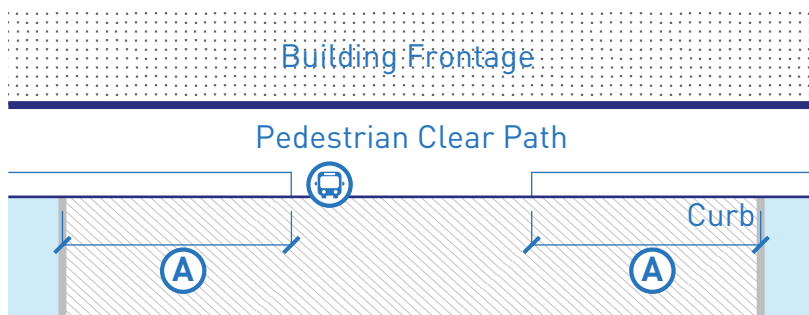 Building Frontage
Pedestrian Clear Path
Curb
A
A